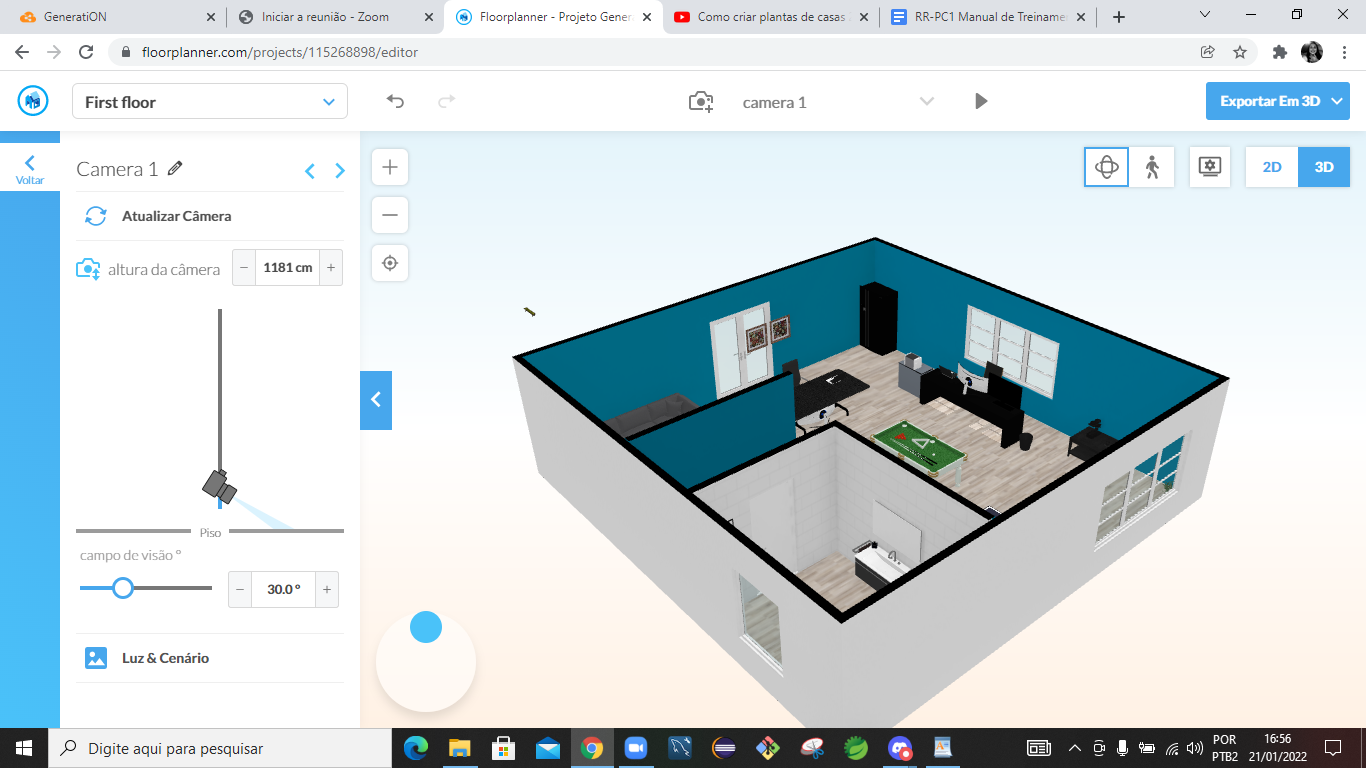 GeneratiON
Iniciar a reunião - Zoom
Floorplanner - Projeto Gener
Como criar plantas de casas
RR-PC1 Manual de Treiname
floorplanner.com/projects/115268898/editor
First floor
camera 1
Exportar Em 3D
Voltar
Camera 1
2D
3D
Atualizar Câmera
altura da câmera
1181 cm
Piso
campo de visão º
30.0 º
Luz & Cenário
Digite aqui para pesquisar
POR
PTB2
16:56
21/01/2022